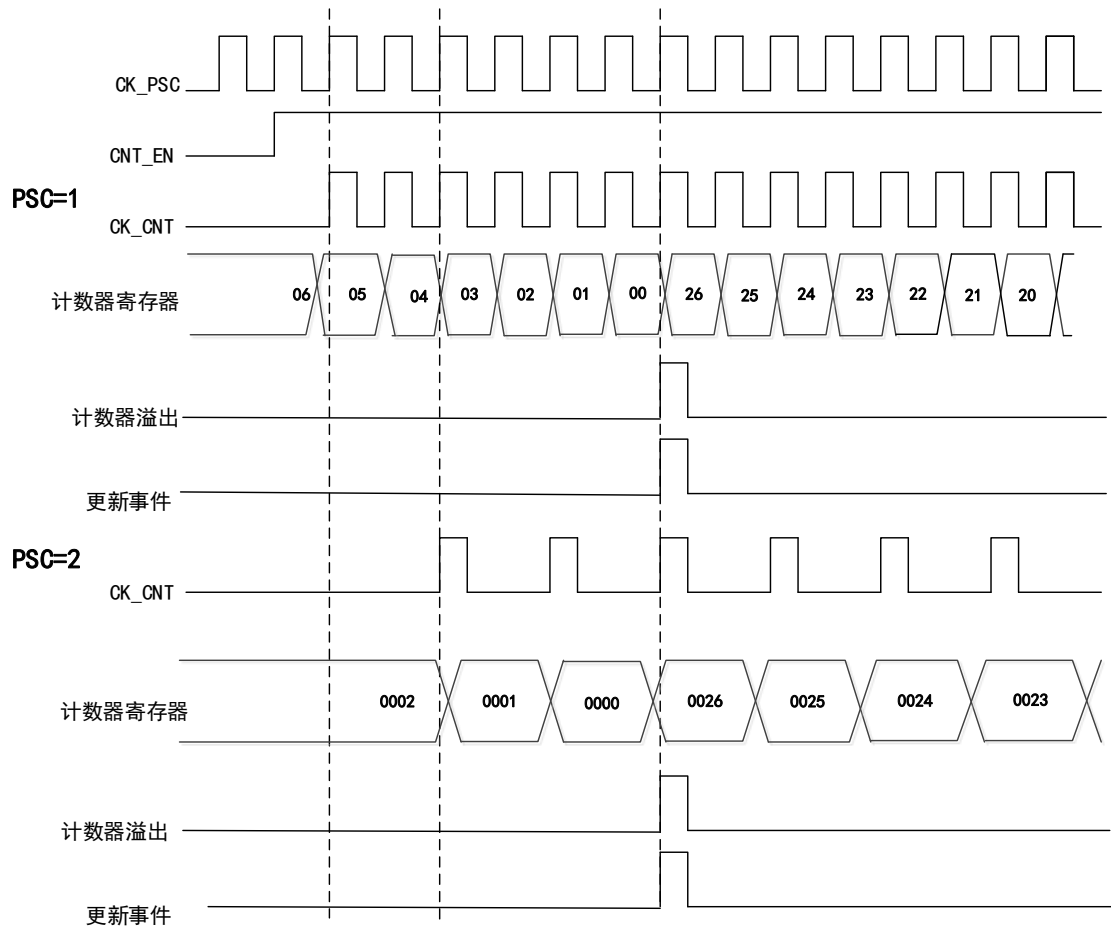 CK_PSC
CNT_EN
PSC=1
CK_CNT
计数器寄存器 06 05 04 03 02 01 00 26 25 24 23 22 21 20
计数器溢出
更新事件
PSC=2
CK_CNT
计数器寄存器 0002 0001 0000 0026 0025 0024 0023
计数器溢出
更新事件